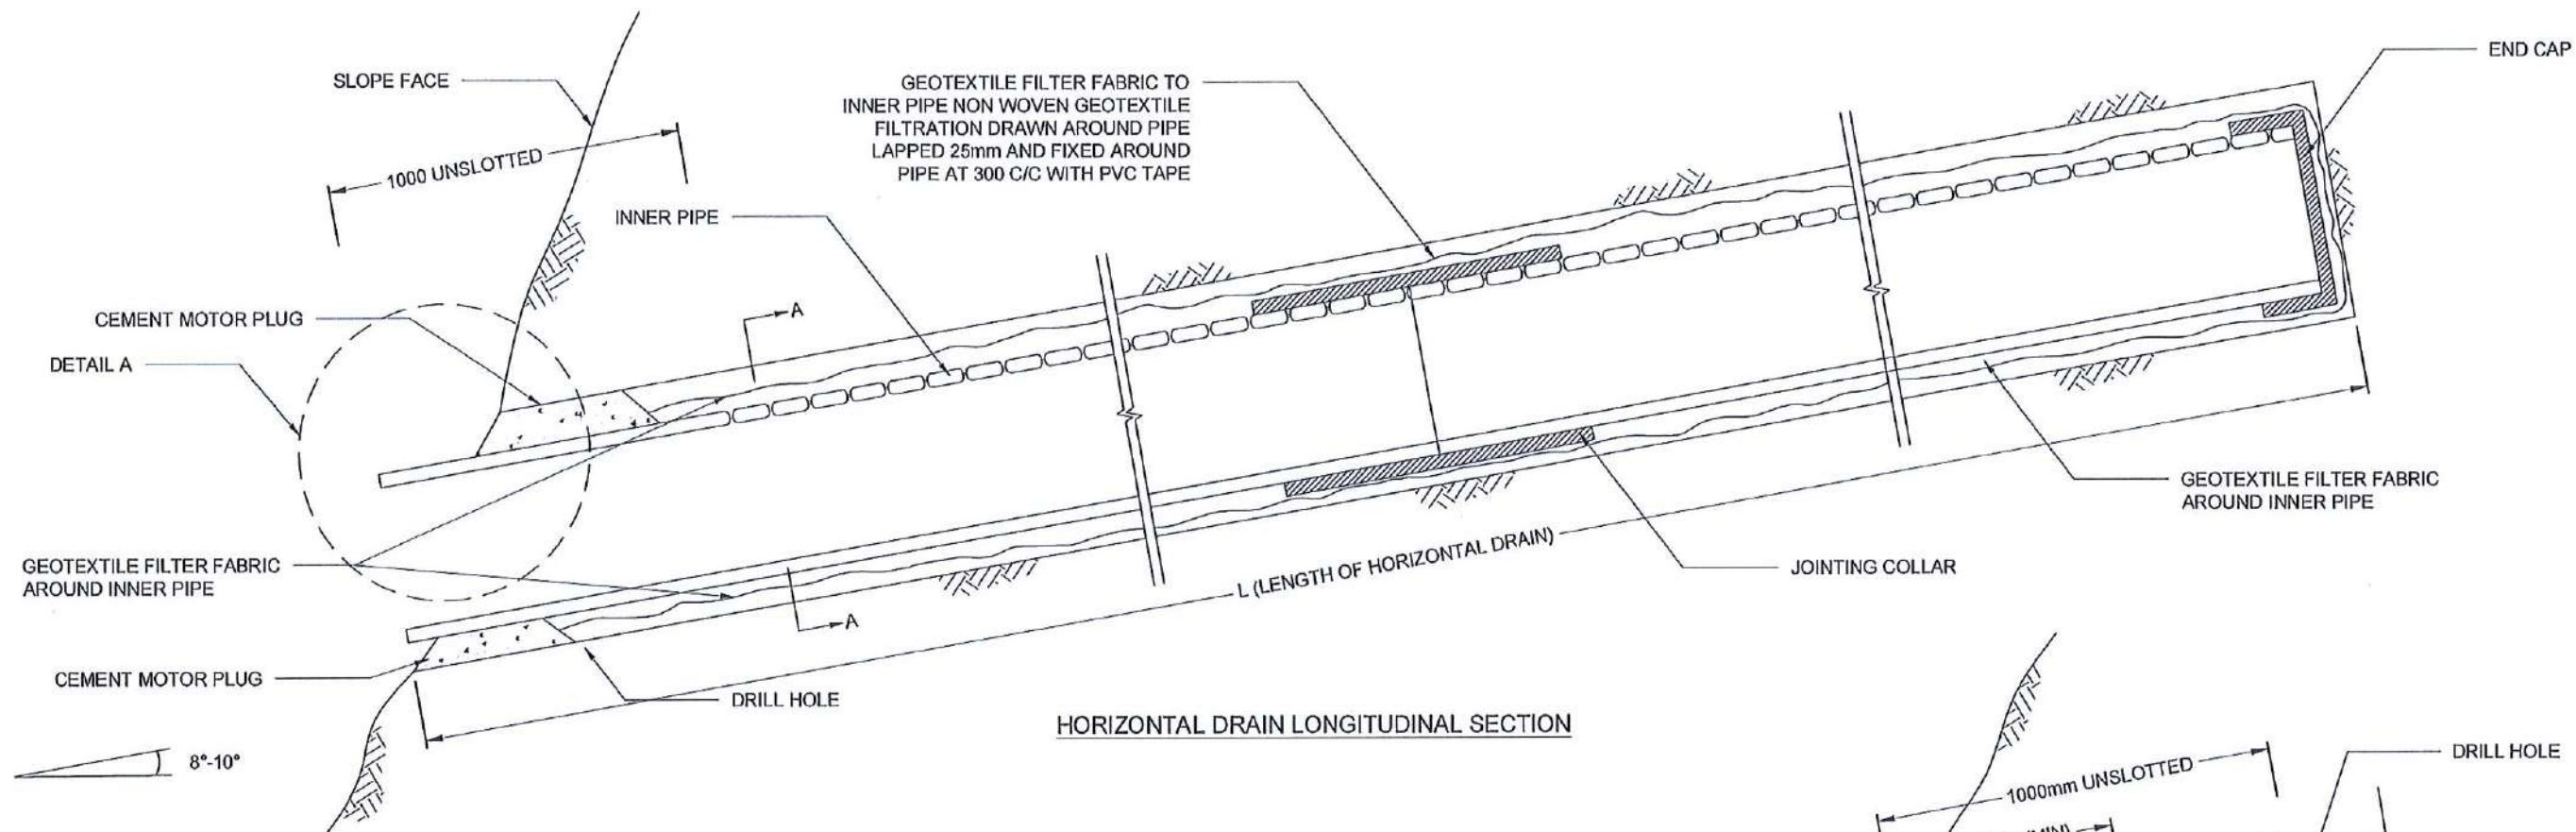 END CAP
SLOPE FACE
GEOTEXTILE FILTER FABRIC TO
INNER PIPE NON WOVEN GEOTEXTILE
FILTRATION DRAWN AROUND PIPE
LAPPED 25mm AND FIXED AROUND
PIPE AT 300 C/C WITH PVC TAPE
1000 UNSLOTTED
INNER PIPE
CEMENT MOTOR PLUG
A
DETAIL A
GEOTEXTILE FILTER FABRIC
AROUND INNER PIPE
GEOTEXTILE FILTER FABRIC
AROUND INNER PIPE
L (LENGTH OF HORIZONTAL DRAIN)
JOINTING COLLAR
A
CEMENT MOTOR PLUG
DRILL HOLE
HORIZONTAL DRAIN LONGITUDINAL SECTION
8°-10°
DRILL HOLE
1000mm UNSLOTTED